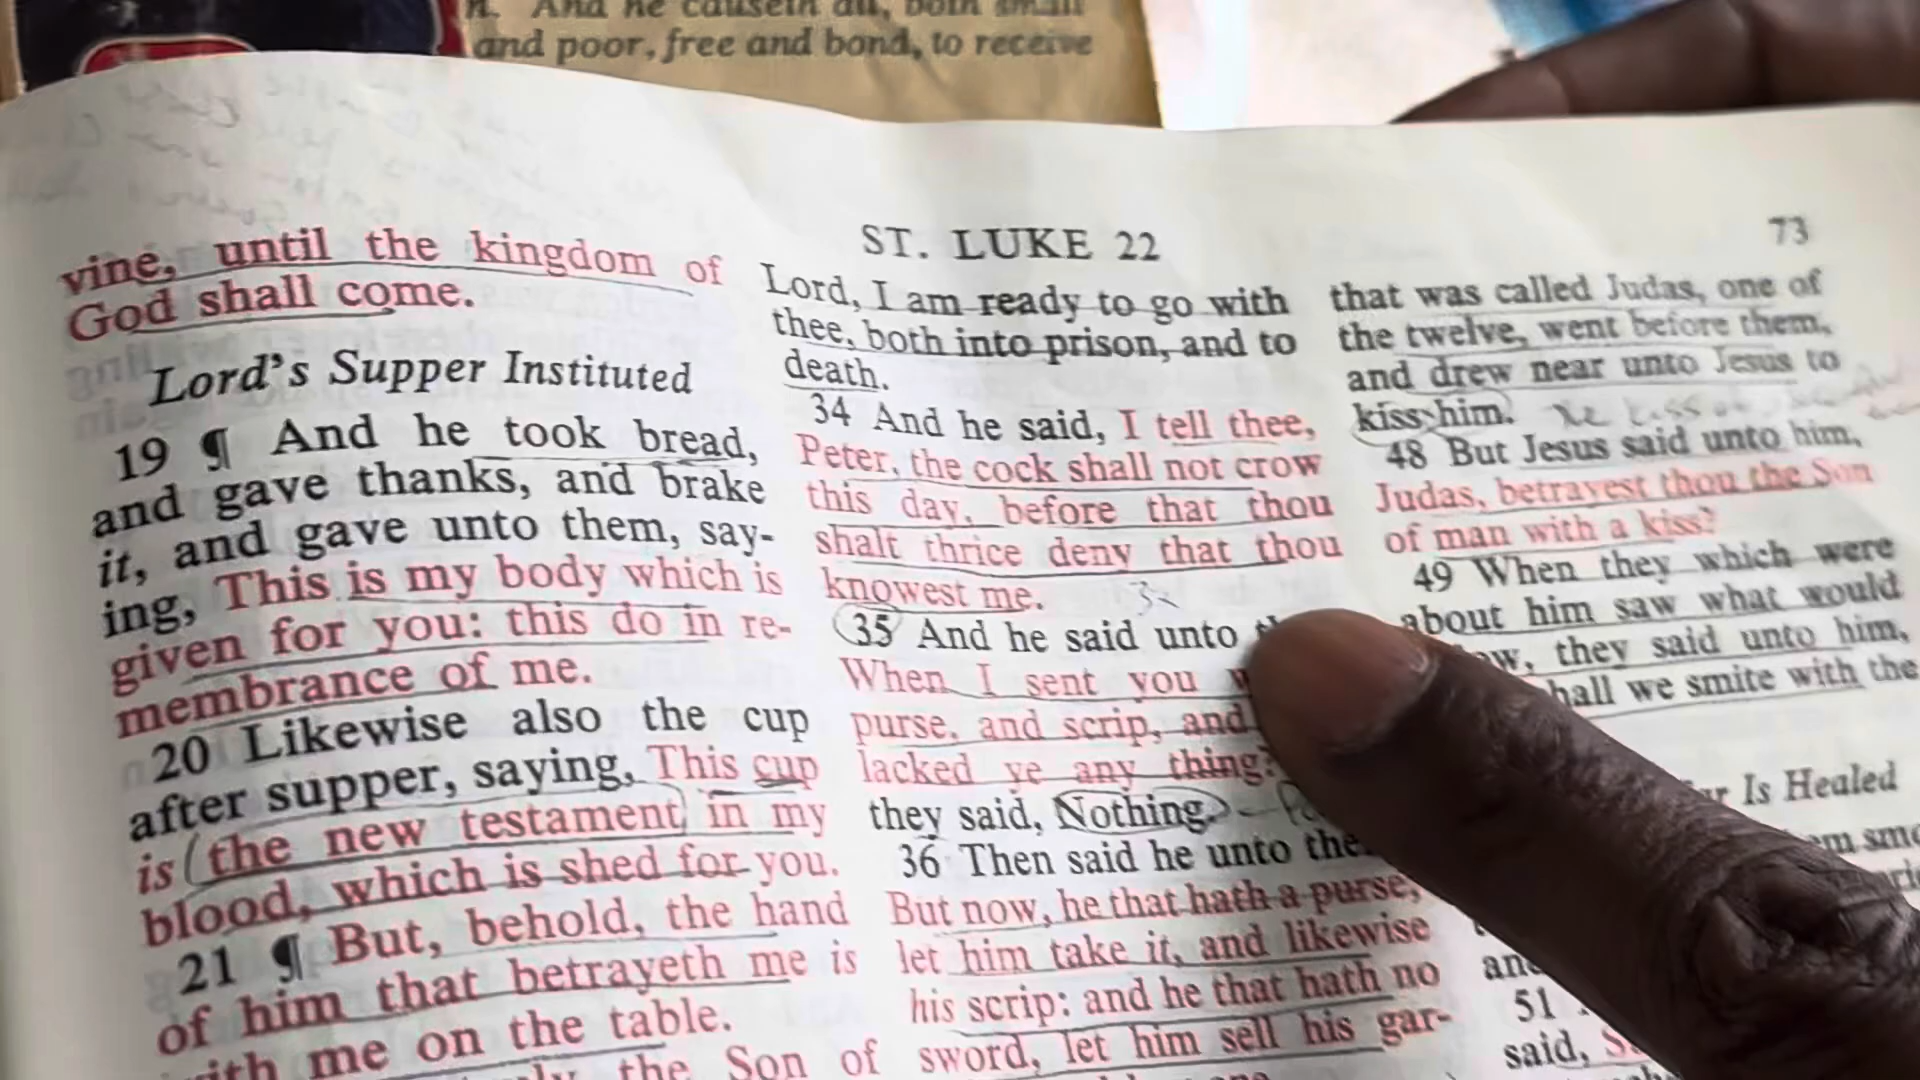 and poor, free and bond, to receive
ST. LUKE 22
73
vine, until the kingdom of
God shall come.
Lord's Supper Instituted
19 ¶ And he took bread,
and gave thanks, and brake
it, and gave unto them, say-
ing, This is my body which is
given for you: this do in re-
membrance of me.
20 Likewise also the cup
after supper, saying, This cup
is the new testament in my
blood, which is shed for you.
21 ¶ But, behold, the hand
of him that betrayeth me is
with me on the table.
the Son of
Lord, I am ready to go with
thee, both into prison, and to
death.
34 And he said, I tell thee,
Peter, the cock shall not crow
this day, before that thou
shalt thrice deny that thou
knowest me.
35 And he said unto
When I sent you
purse, and scrip, and
lacked ye any thing?
they said, Nothing.
36 Then said he unto
But now, he that hath a purse,
let him take it, and likewise
his scrip: and he that hath no
sword, let him sell his gar-
that was called Judas, one of
the twelve, went before them,
and drew near unto Jesus to
kiss him.
48 But Jesus said unto him,
Judas, betrayest thou the Son
of man with a kiss?
49 When they which were
about him saw what would
they said unto him,
we smite with the
Is Healed
51
said,